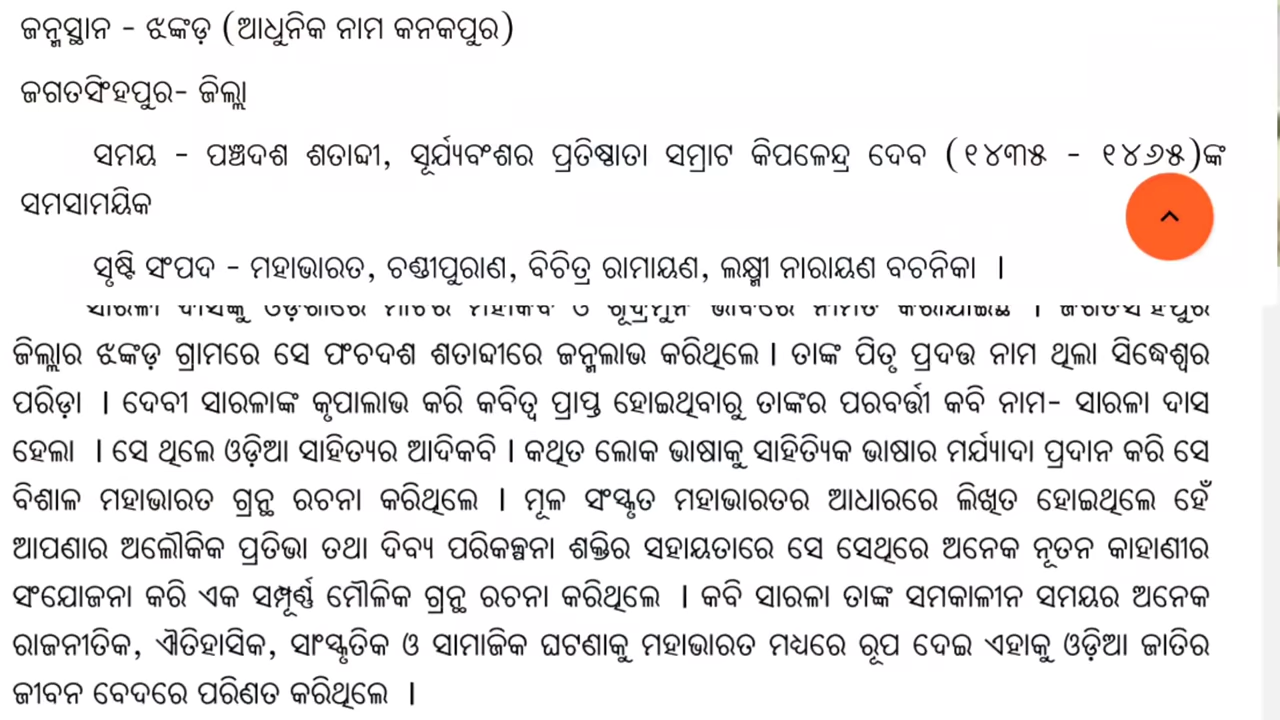 ଜନ୍ମସ୍ଥାନ - ଝଙ୍କଡ଼ (ଆଧୁନିକ ନାମ କନକପୁର)
ଜଗତସିଂହପୁର- ଜିଲ୍ଲା
ସମୟ - ପଞ୍ଚଦଶ ଶତାବ୍ଦୀ, ସୂର୍ଯ୍ୟବଂଶର ପ୍ରତିଷ୍ଠାତା ସମ୍ରାଟ କିପଳେନ୍ଦ୍ର ଦେବ (୧୪୩୫ - ୧୪୬୫)ଙ୍କ
ସମସାମୟିକ
ସୃଷ୍ଟି ସଂପଦ - ମହାଭାରତ, ଚଣ୍ଡୀପୁରାଣ, ବିଚିତ୍ର ରାମାୟଣ, ଲକ୍ଷ୍ମୀ ନାରାୟଣ ବଚନିକା ।
ଜିଲ୍ଲାର ଝଙ୍କଡ଼ ଗ୍ରାମରେ ସେ ପଂଚଦଶ ଶତାବ୍ଦୀରେ ଜନ୍ମଲାଭ କରିଥିଲେ । ତାଙ୍କ ପିତୃ ପ୍ରଦତ୍ତ ନାମ ଥିଲା ସିଦ୍ଧେଶ୍ୱର
ପରିଡ଼ା । ଦେବୀ ସାରଳାଙ୍କ କୃପାଲାଭ କରି କବିତ୍ୱ ପ୍ରାପ୍ତ ହୋଇଥିବାରୁ ତାଙ୍କର ପରବର୍ତ୍ତୀ କବି ନାମ- ସାରଳା ଦାସ
ହେଲା । ସେ ଥିଲେ ଓଡ଼ିଆ ସାହିତ୍ୟର ଆଦିକବି । କଥିତ ଲୋକ ଭାଷାକୁ ସାହିତ୍ୟିକ ଭାଷାର ମର୍ଯ୍ୟାଦା ପ୍ରଦାନ କରି ସେ
ବିଶାଳ ମହାଭାରତ ଗ୍ରନ୍ଥ ରଚନା କରିଥିଲେ । ମୂଳ ସଂସ୍କୃତ ମହାଭାରତର ଆଧାରରେ ଲିଖିତ ହୋଇଥିଲେ ହେଁ
ଆପଣାର ଅଲୌକିକ ପ୍ରତିଭା ତଥା ଦିବ୍ୟ ପରିକଳ୍ପନା ଶକ୍ତିର ସହାୟତାରେ ସେ ସେଥିରେ ଅନେକ ନୂତନ କାହାଣୀର
ସଂଯୋଜନା କରି ଏକ ସମ୍ପୂର୍ଣ୍ଣ ମୌଳିକ ଗ୍ରନ୍ଥ ରଚନା କରିଥିଲେ । କବି ସାରଳା ତାଙ୍କ ସମକାଳୀନ ସମୟର ଅନେକ
ରାଜନୀତିକ, ଐତିହାସିକ, ସାଂସ୍କୃତିକ ଓ ସାମାଜିକ ଘଟଣାକୁ ମହାଭାରତ ମଧ୍ୟରେ ରୂପ ଦେଇ ଏହାକୁ ଓଡ଼ିଆ ଜାତିର
ଜୀବନ ବେଦରେ ପରିଣତ କରିଥିଲେ ।